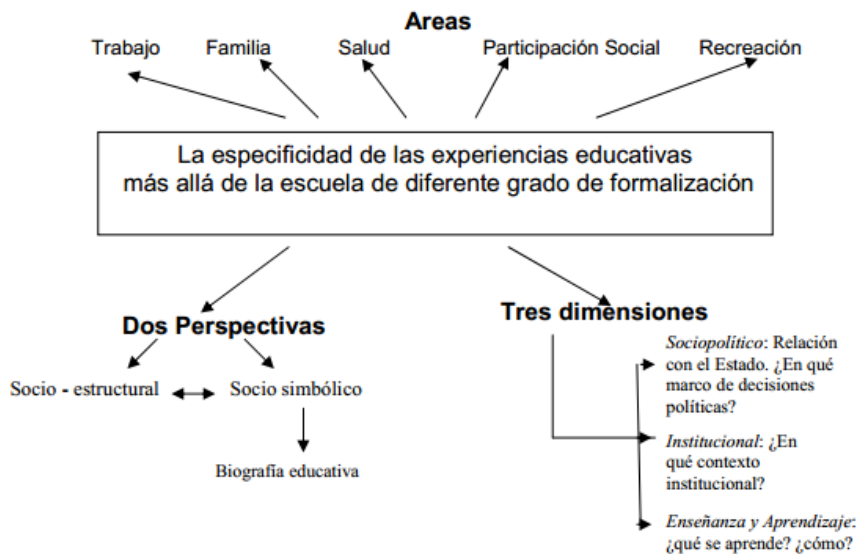 Areas
Trabajo Familia Salud Participación Social Recreación
La especificidad de las experiencias educativas
más allá de la escuela de diferente grado de formalización
Dos Perspectivas
Socio - estructural Socio simbólico
Biografía educativa
Tres dimensiones
Sociopolítico: Relación
con el Estado. ¿En qué
marco de decisiones
políticas?
Institucional: ¿En
qué contexto
institucional?
Enseñanza y Aprendizaje:
¿qué se aprende? ¿cómo?